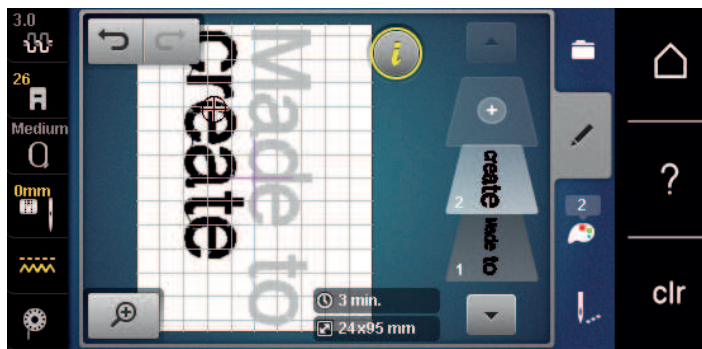 3.0
26
Medium
0mm
create
Made to
i
create
2
Made to
1
3 min.
24x95 mm
2
?
clr